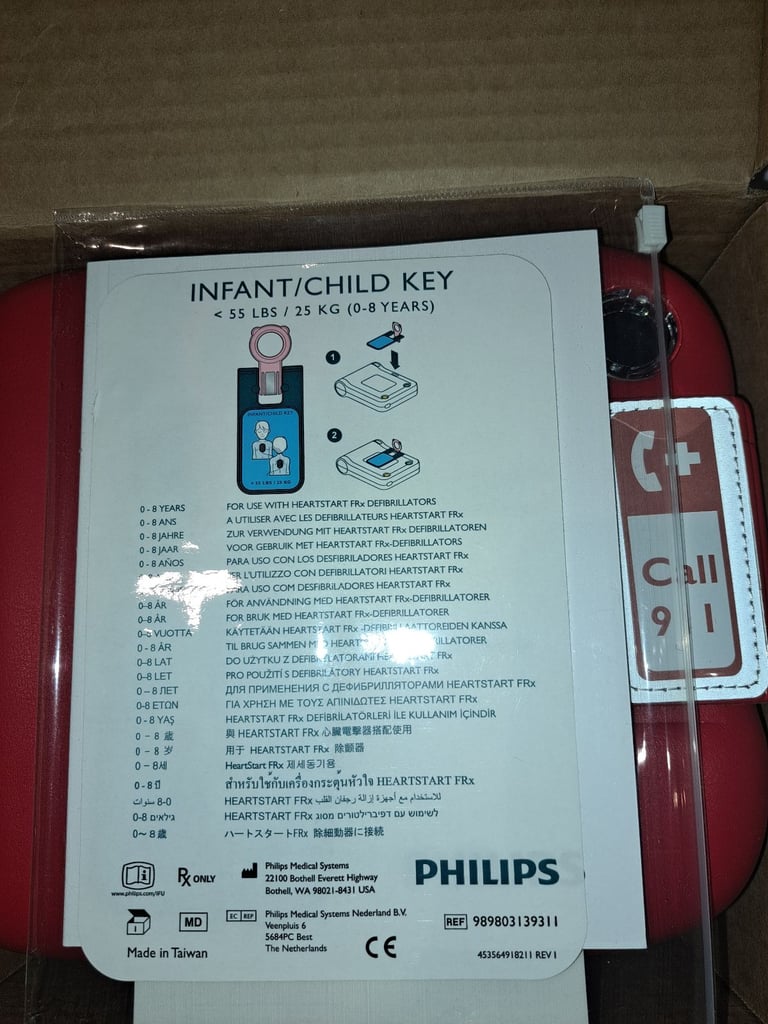 INFANT/CHILD KEY
< 55 LBS / 25 KG (0-8 YEARS)
1
INFANT/CHILD KEY
< 55 LBS / 25 KG
2
0 - 8 YEARS FOR USE WITH HEARTSTART FRx DEFIBRILLATORS
0 - 8 ANS A UTILISER AVEC LES DEFIBRILLATEURS HEARTSTART FRx
0 - 8 JAHRE ZUR VERWENDUNG MIT HEARTSTART FRx DEFIBRILLATOREN
0 - 8 JAAR VOOR GEBRUIK MET HEARTSTART FRx-DEFIBRILLATORS
0 - 8 AÑOS PARA USO CON LOS DESFIBRILADORES HEARTSTART FRx
PER L'UTILIZZO CON DEFIBRILLATORI HEARTSTART FRx
PARA USO COM DESFIBRILADORES HEARTSTART FRx
0–8 ÅR FÖR ANVÄNDNING MED HEARTSTART FRx-DEFIBRILLATORER
0–8 ÅR FOR BRUK MED HEARTSTART FRx-DEFIBRILLATORER
0–8 VUOTTA KÄYTETÄÄN HEARTSTART FRx -DEFIBRILLAATTOREIDEN KANSSA
0 - 8 ÅR TIL BRUG SAMMEN MED
0–8 LAT DO UŻYTKU Z DEFIBRYLATORAMI HEARTSTART FRx
0–8 LET PRO POUŽITÍ S DEFIBRILÁTORY HEARTSTART FRx
0 – 8 ЛЕТ ДЛЯ ПРИМЕНЕНИЯ С ДЕФИБРИЛЛЯТОРАМИ HEARTSTART FRx
0-8 ΕΤΩΝ ΓΙΑ ΧΡΗΣΗ ΜΕ ΤΟΥΣ ΑΠΙΝΙΔΩΤΕΣ HEARTSTART FRx
0 - 8 YAŞ HEARTSTART FRx DEFİBRİLATÖRLERİ İLE KULLANIM İÇİNDİR
0 – 8 歲 與 HEARTSTART FRx 心臟電擊器搭配使用
0 – 8 岁 用于 HEARTSTART FRx 除颤器
0 – 8세 HeartStart FRx 제세동기용
0 - 8 ปี สำหรับใช้กับเครื่องกระตุ้นหัวใจ HEARTSTART FRx
0-8 سنوات للاستخدام مع أجهزة إزالة رجفان القلب HEARTSTART FRx
0-8 גילאים לשימוש עם דפיברילטורים מסוג HEARTSTART FRx
0～8 歳 ハートスタートFRx 除細動器に接続
www.philips.com/IFU
Rx ONLY
Philips Medical Systems
22100 Bothell Everett Highway
Bothell, WA 98021-8431 USA
PHILIPS
MD
EC REP
Philips Medical Systems Nederland B.V.
Veenpluis 6
5684PC Best
The Netherlands
CE
REF 989803139311
Made in Taiwan
453564918211 REV I
Call